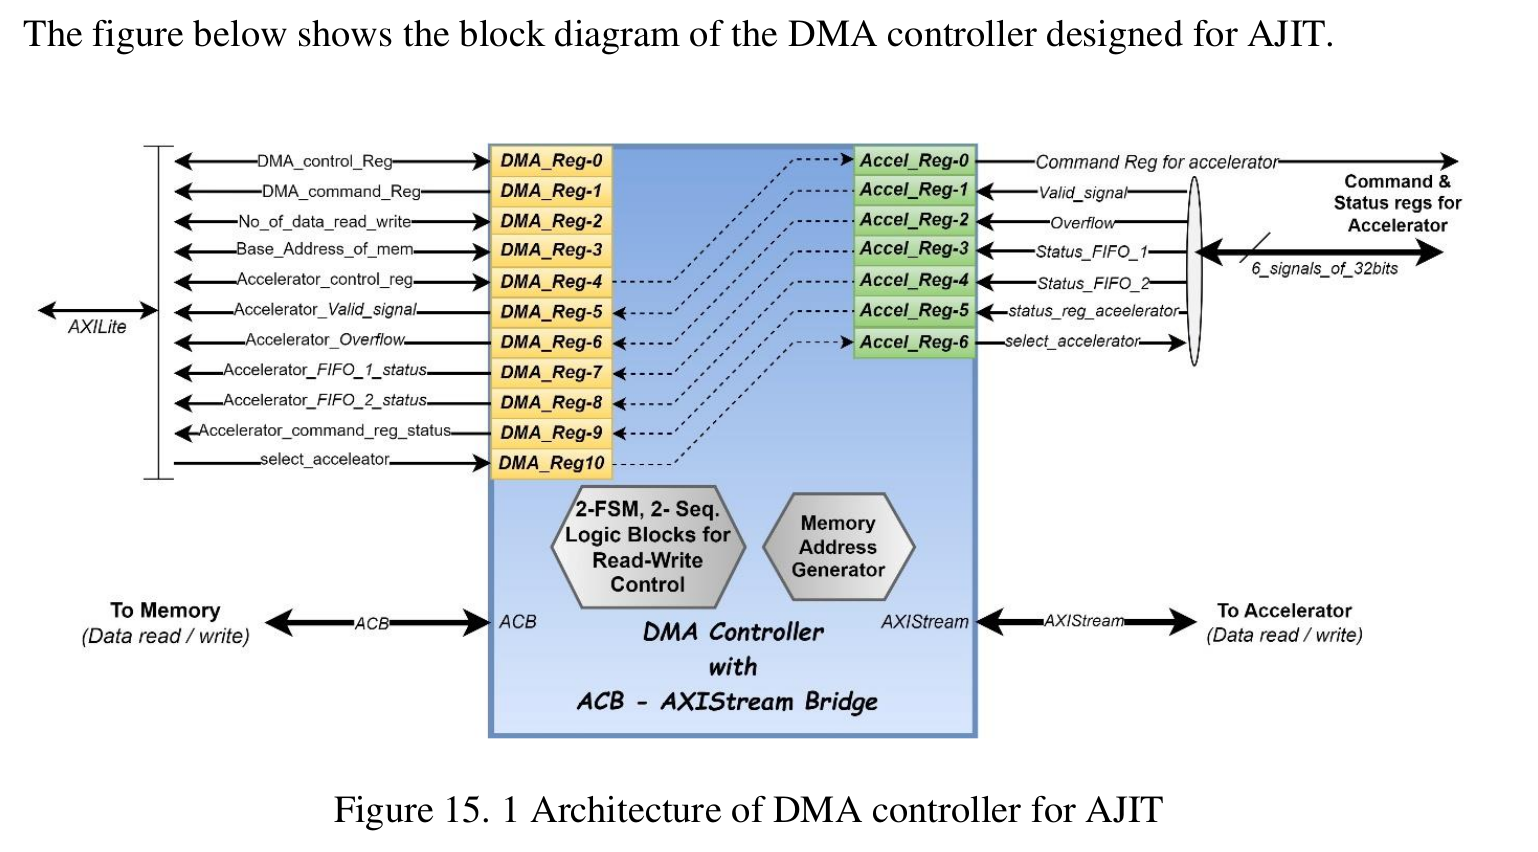 The figure below shows the block diagram of the DMA controller designed for AJIT.
DMA_control_Reg
DMA_command_Reg
No_of_data_read_write
Base_Address_of_mem
Accelerator_control_reg
Accelerator_Valid_signal
Accelerator_Overflow
Accelerator_FIFO_1_status
Accelerator_FIFO_2_status
Accelerator_command_reg_status
select_acceleator
AXILite
DMA_Reg-0
DMA_Reg-1
DMA_Reg-2
DMA_Reg-3
DMA_Reg-4
DMA_Reg-5
DMA_Reg-6
DMA_Reg-7
DMA_Reg-8
DMA_Reg-9
DMA_Reg10
Accel_Reg-0
Accel_Reg-1
Accel_Reg-2
Accel_Reg-3
Accel_Reg-4
Accel_Reg-5
Accel_Reg-6
Command Reg for accelerator
Valid_signal
Overflow
Status_FIFO_1
Status_FIFO_2
status_reg_aceelerator
select_accelerator
Command &
Status regs for
Accelerator
6_signals_of_32bits
2-FSM, 2- Seq.
Logic Blocks for
Read-Write
Control
Memory
Address
Generator
To Memory
(Data read / write)
ACB
ACB
DMA Controller
with
ACB - AXIStream Bridge
AXIStream
AXIStream
To Accelerator
(Data read / write)
Figure 15. 1 Architecture of DMA controller for AJIT